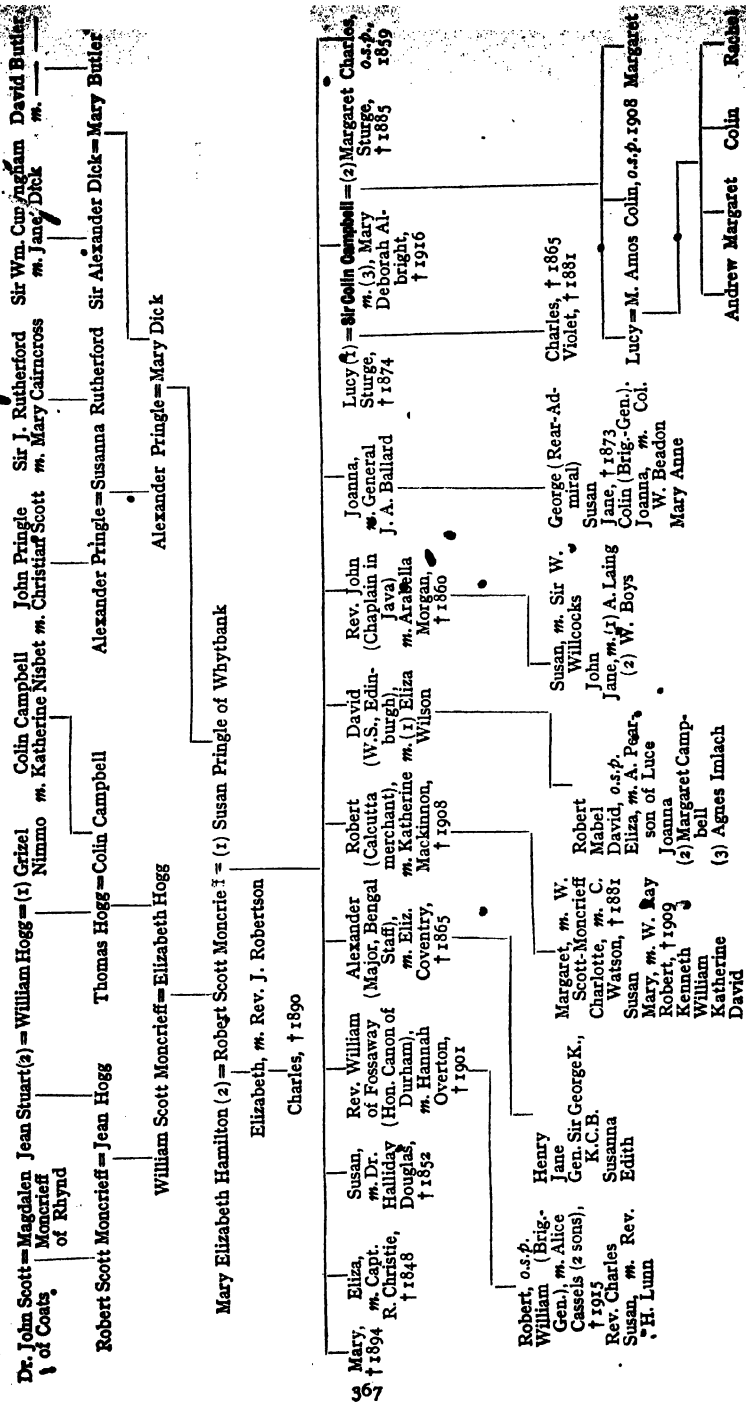 Dr. John Scott = Magdalen
of Coats
Moncrieff
of Rhynd
Jean Stuart (2) = William Hogg = (1) Grizel
Nimmo
Colin Campbell
m. Katherine Nisbet
John Pringle
m. Christian Scott
Sir J. Rutherford
m. Mary Cairncross
Sir Wm. Cunyngham
m. Jane Dick
David Butler
m. ——
Robert Scott Moncrieff = Jean Hogg
Thomas Hogg = Colin Campbell
Alexander Pringle = Susanna Rutherford
Sir Alexander Dick = Mary Butler
William Scott Moncrieff = Elizabeth Hogg
Alexander Pringle = Mary Dick
Mary Elizabeth Hamilton (2) = Robert Scott Moncrieff = (1) Susan Pringle of Whytbank
Elizabeth, m. Rev. J. Robertson
Charles, † 1890
Mary,
† 1894
Eliza,
m. Capt.
R. Christie,
† 1848
Susan,
m. Dr.
Halliday
Douglas,
† 1852
Rev. William
of Fossaway
(Hon. Canon of
Durham),
m. Hannah
Overton,
† 1901
Alexander
(Major, Bengal
Staff),
m. Eliz.
Coventry,
† 1865
Robert
(Calcutta
merchant),
m. Katherine
Mackinnon,
† 1908
David
(W.S., Edin-
burgh),
m. (1) Eliza
Wilson
Rev. John
(Chaplain in
Java)
m. Arabella
Morgan,
† 1860
Joanna,
m. General
J. A. Ballard
Lucy (1) = Sir Colin Campbell = (2) Margaret
Sturge,
† 1874
m. (3), Mary
Deborah Al-
bright,
† 1916
Sturge,
† 1885
Charles,
o.s.p.,
1859
Robert, o.s.p.
William (Brig.-
Gen.), m. Alice
Cassels (2 sons),
† 1915
Rev. Charles
Susan, m. Rev.
H. Lunn
Henry
Jane
Gen. Sir George K.,
K.C.B.
Susanna
Edith
Margaret, m. W.
Scott-Moncrieff
Charlotte, m. C.
Watson, † 1881
Susan
Mary, m. W. Ray
Robert, † 1909
Kenneth
William
Katherine
David
Robert
Mabel
David, o.s.p.
Eliza, m. A. Pear-
son of Luce
Joanna
(2) Margaret Camp-
bell
(3) Agnes Imlach
Susan, m. Sir W.
Willcocks
John
Jane, m. (1) A. Laing
(2) W. Boys
George (Rear-Ad-
miral)
Susan
Jane, † 1873
Colin (Brig.-Gen.).
Joanna, m. Col.
W. Beadon
Mary Anne
Charles, † 1865
Violet, † 1881
Lucy = M. Amos
Colin, o.s.p. 1908
Margaret
Andrew
Margaret
Colin
Rachel
367